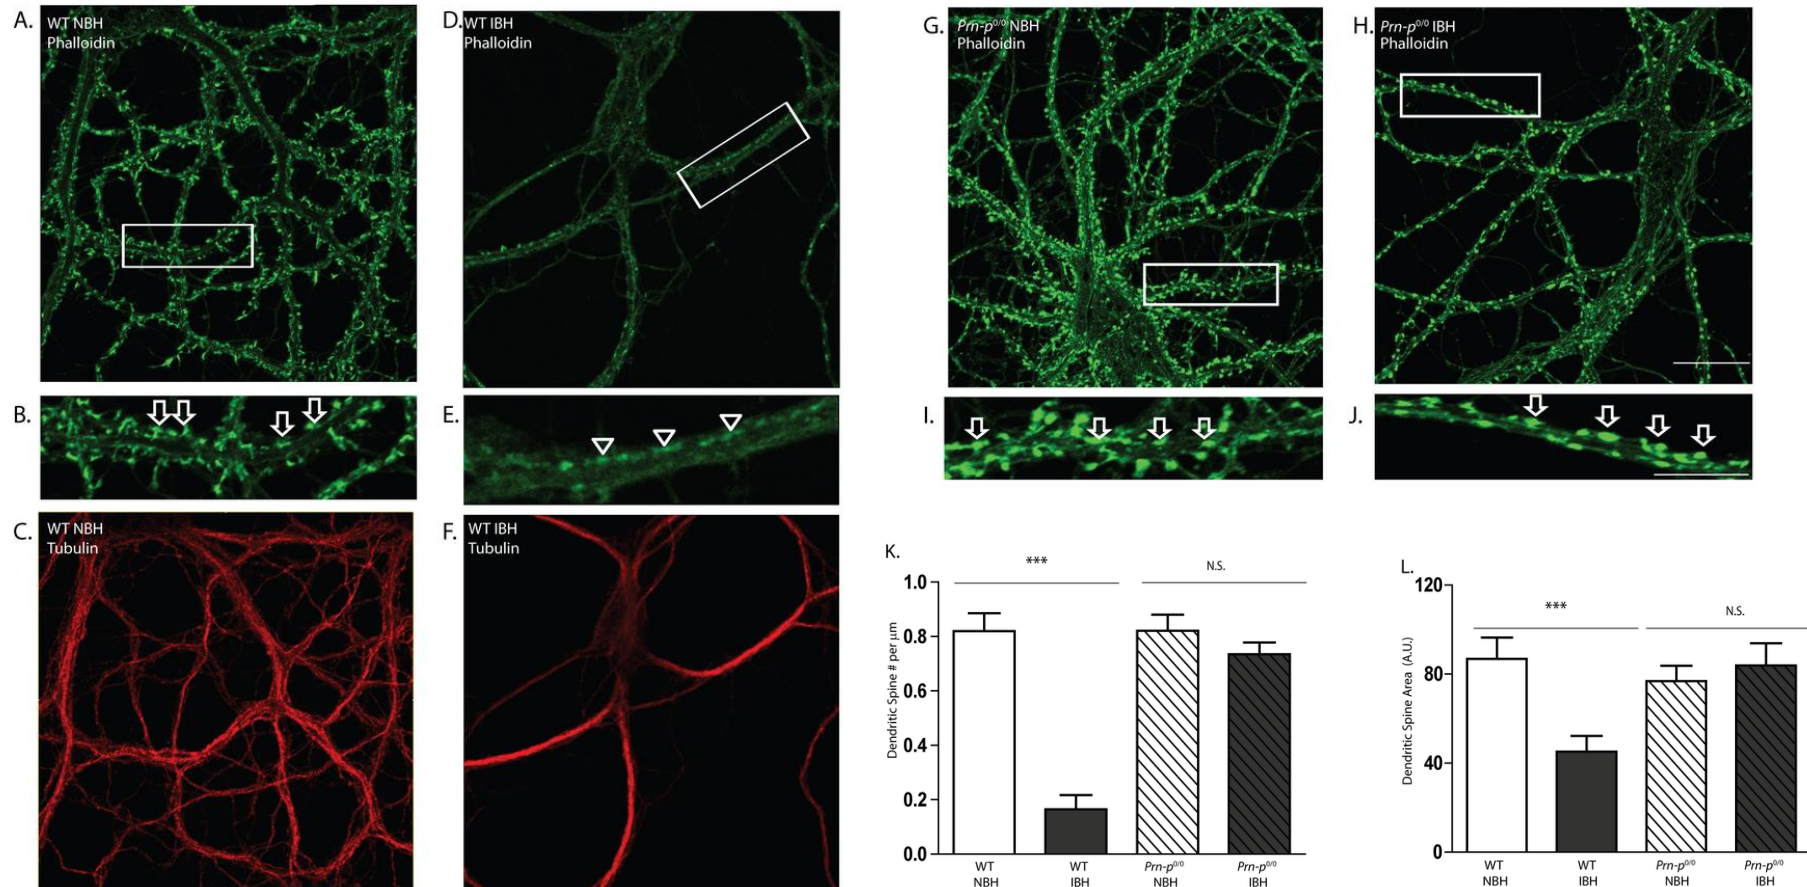 A.
WT NBH
Phalloidin
D.
WT IBH
Phalloidin
G.
Prn-p⁰/⁰ NBH
Phalloidin
H.
Prn-p⁰/⁰ IBH
Phalloidin
B.
E.
I.
J.
C.
WT NBH
Tubulin
F.
WT IBH
Tubulin
K.
***
N.S.
Dendritic Spine # per μm
1.0
0.8
0.6
0.4
0.2
0.0
WT
NBH
WT
IBH
Prn-p⁰/⁰
NBH
Prn-p⁰/⁰
IBH
L.
***
N.S.
Dendritic Spine Area (A.U.)
120
80
40
0
WT
NBH
WT
IBH
Prn-p⁰/⁰
NBH
Prn-p⁰/⁰
IBH